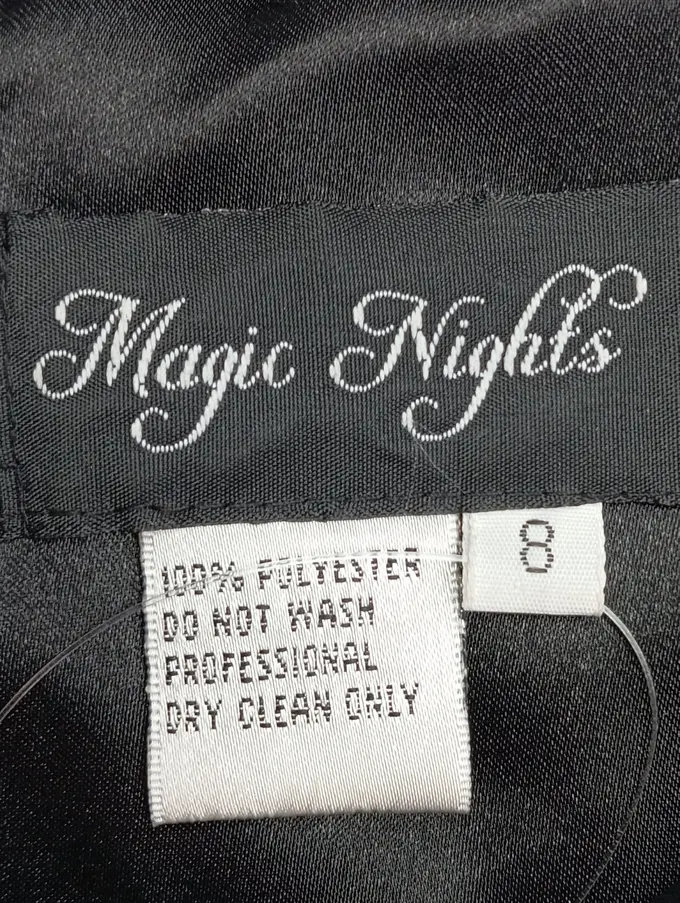 Magic Nights
8
100% POLYESTER
DO NOT WASH
PROFESSIONAL
DRY CLEAN ONLY